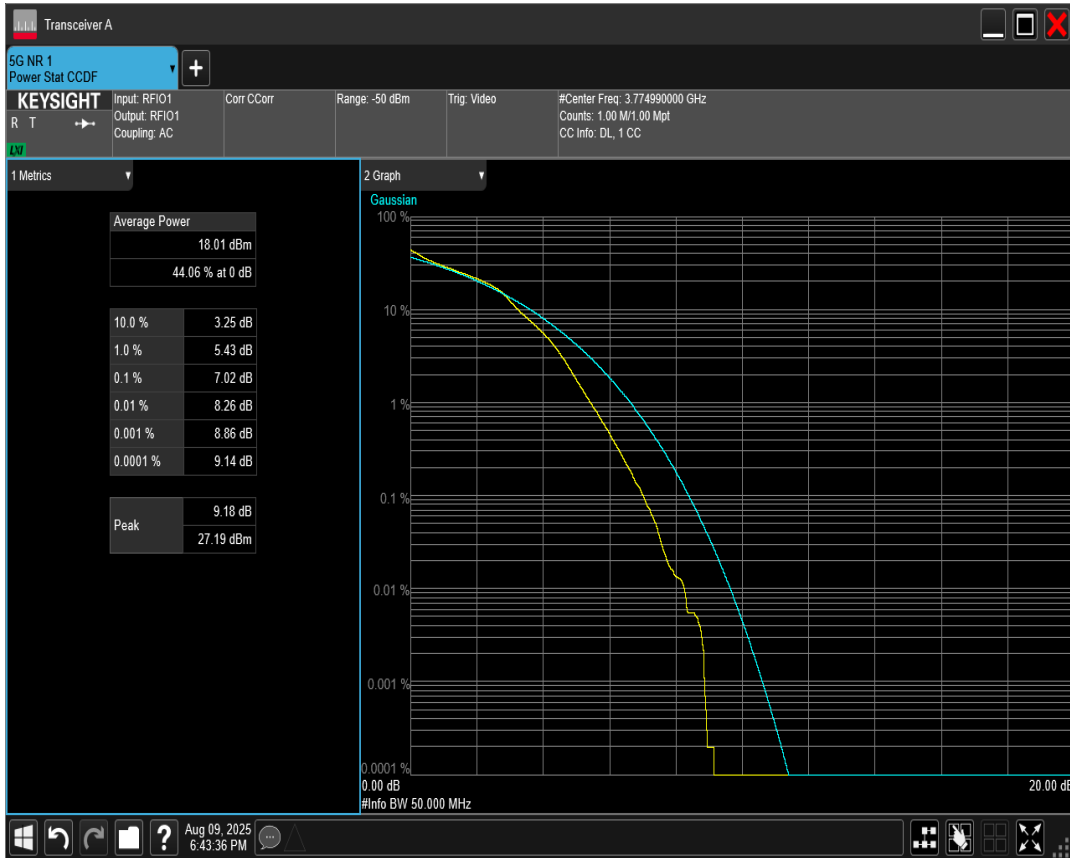 Transceiver A
5G NR 1
Power Stat CCDF
+
KEYSIGHT
R T
LXI
Input: RFIO1
Output: RFIO1
Coupling: AC
Corr CCorr
Range: -50 dBm
Trig: Video
#Center Freq: 3.774990000 GHz
Counts: 1.00 M/1.00 Mpt
CC Info: DL, 1 CC
1 Metrics
Average Power
18.01 dBm
44.06 % at 0 dB
10.0 % 3.25 dB
1.0 % 5.43 dB
0.1 % 7.02 dB
0.01 % 8.26 dB
0.001 % 8.86 dB
0.0001 % 9.14 dB
Peak
9.18 dB
27.19 dBm
2 Graph
Gaussian
100 %
10 %
1 %
0.1 %
0.01 %
0.001 %
0.0001 %
0.00 dB 20.00 dB
#Info BW 50.000 MHz
?
Aug 09, 2025
6:43:36 PM